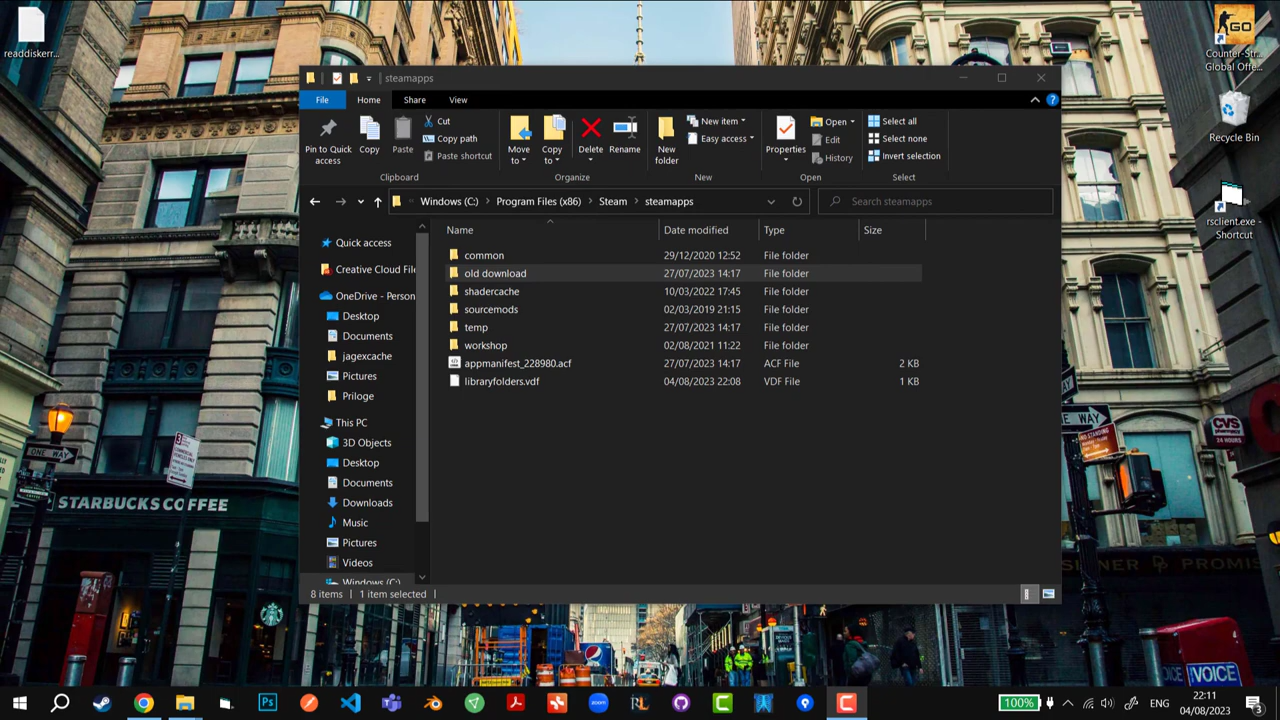 readdiskerr...
Counter-Str...
Global Offe...
Recycle Bin
rsclient.exe -
Shortcut
steamapps
File Home Share View
Pin to Quick access
Copy
Paste
Cut
Copy path
Paste shortcut
Clipboard
Move to
Copy to
Delete
Rename
Organize
New folder
New item
Easy access
New
Properties
Open
Edit
History
Open
Select all
Select none
Invert selection
Select
Windows (C:) Program Files (x86) Steam steamapps
Search steamapps
Quick access
Creative Cloud File
OneDrive - Person
Desktop
Documents
jagexcache
Pictures
Priloge
This PC
3D Objects
Desktop
Documents
Downloads
Music
Pictures
Videos
Windows (C:)
Name Date modified Type Size
common 29/12/2020 12:52 File folder
old download 27/07/2023 14:17 File folder
shadercache 10/03/2022 17:45 File folder
sourcemods 02/03/2019 21:15 File folder
temp 27/07/2023 14:17 File folder
workshop 02/08/2021 11:22 File folder
appmanifest_228980.acf 27/07/2023 14:17 ACF File 2 KB
libraryfolders.vdf 04/08/2023 22:08 VDF File 1 KB
8 items 1 item selected
STARBUCKS COFFEE
ONE WAY
CVS
24 HOURS
NO STANDING
VOICE
pepsi
Ps
zoom
RL
100%
ENG
22:11
04/08/2023
3